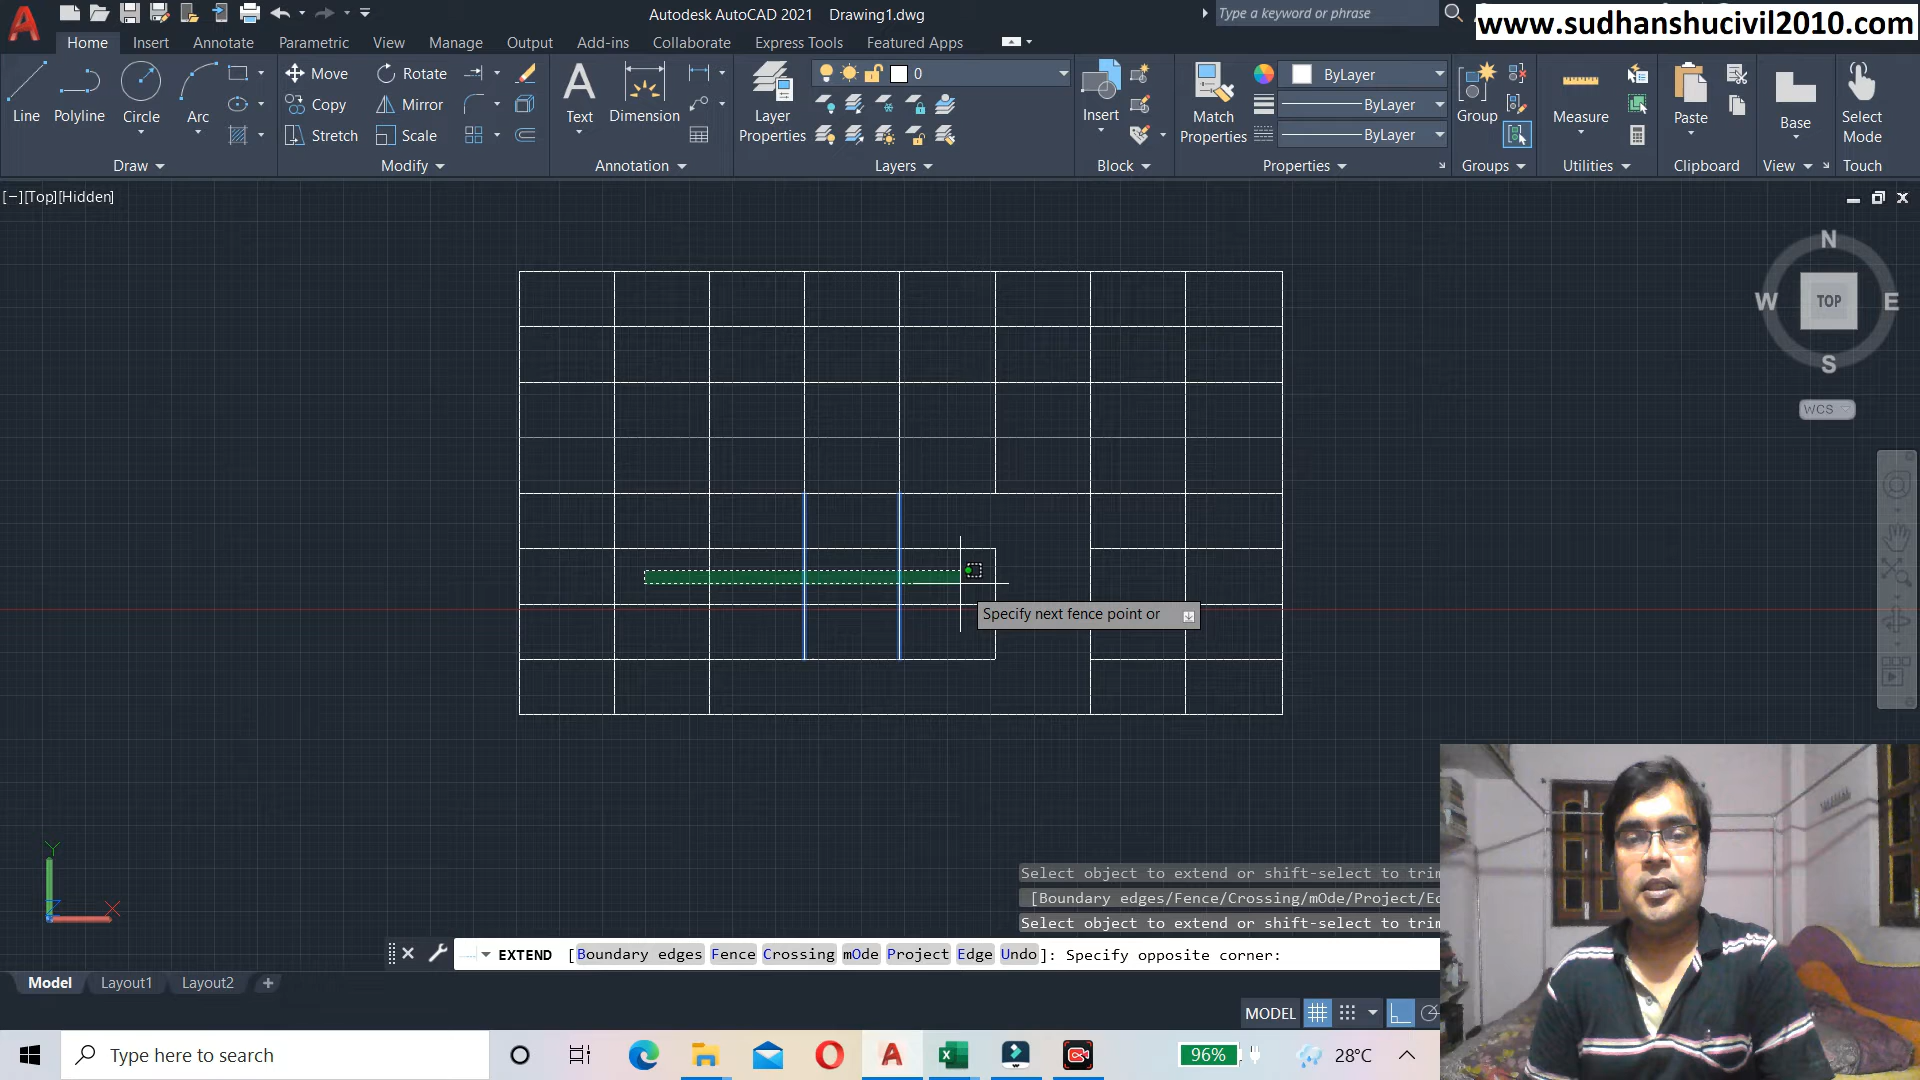 Autodesk AutoCAD 2021 Drawing1.dwg
Type a keyword or phrase
www.sudhanshucivil2010.com
Home Insert Annotate Parametric View Manage Output Add-ins Collaborate Express Tools Featured Apps
Line Polyline Circle Arc
Move Rotate
Copy Mirror
Stretch Scale
Text Dimension
Layer Properties
0
Insert
Match Properties
ByLayer
ByLayer
ByLayer
Group
Measure
Paste
Base
Select Mode
Draw Modify Annotation Layers Block Properties Groups Utilities Clipboard View Touch
[−][Top][Hidden]
N
W TOP E
S
WCS
Specify next fence point or
Y
X
Select object to extend or shift-select to trim
[Boundary edges/Fence/Crossing/mOde/Project/Ed
Select object to extend or shift-select to trim
EXTEND [Boundary edges Fence Crossing mOde Project Edge Undo]: Specify opposite corner:
Model Layout1 Layout2 +
MODEL
Type here to search
96%
28°C